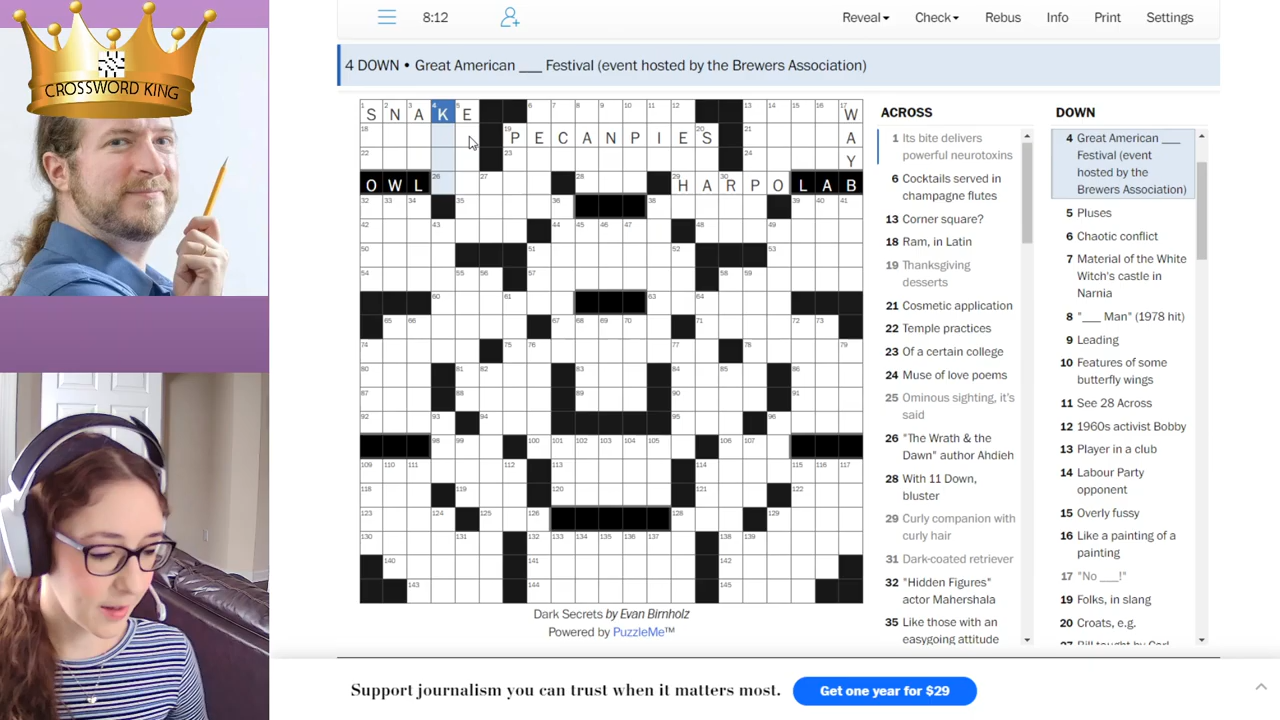 CROSSWORD KING
8:12
Reveal
Check
Rebus
Info
Print
Settings
4 DOWN • Great American ___ Festival (event hosted by the Brewers Association)
S N A K E W
P E C A N P I E S A
Y
O W L H A R P O L A B
Dark Secrets by Evan Birnholz
Powered by PuzzleMe™
ACROSS
1 Its bite delivers
powerful neurotoxins
6 Cocktails served in
champagne flutes
13 Corner square?
18 Ram, in Latin
19 Thanksgiving
desserts
21 Cosmetic application
22 Temple practices
23 Of a certain college
24 Muse of love poems
25 Ominous sighting, it's
said
26 "The Wrath & the
Dawn" author Ahdieh
28 With 11 Down,
bluster
29 Curly companion with
curly hair
31 Dark-coated retriever
32 "Hidden Figures"
actor Mahershala
35 Like those with an
easygoing attitude
DOWN
4 Great American ___
Festival (event
hosted by the
Brewers Association)
5 Pluses
6 Chaotic conflict
7 Material of the White
Witch's castle in
Narnia
8 "___ Man" (1978 hit)
9 Leading
10 Features of some
butterfly wings
11 See 28 Across
12 1960s activist Bobby
13 Player in a club
14 Labour Party
opponent
15 Overly fussy
16 Like a painting of a
painting
17 "No ___!"
19 Folks, in slang
20 Croats, e.g.
Support journalism you can trust when it matters most.
Get one year for $29